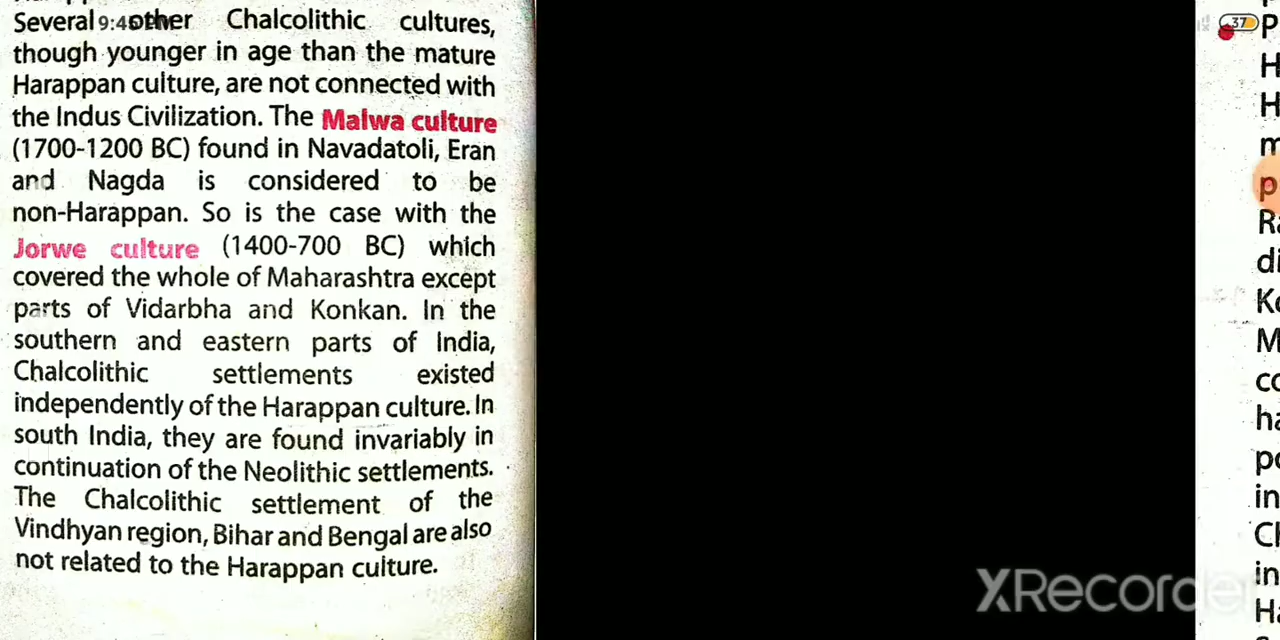 Several other Chalcolithic cultures,
though younger in age than the mature
Harappan culture, are not connected with
the Indus Civilization. The Malwa culture
(1700-1200 BC) found in Navadatoli, Eran
and Nagda is considered to be
non-Harappan. So is the case with the
Jorwe culture (1400-700 BC) which
covered the whole of Maharashtra except
parts of Vidarbha and Konkan. In the
southern and eastern parts of India,
Chalcolithic settlements existed
independently of the Harappan culture. In
south India, they are found invariably in
continuation of the Neolithic settlements.
The Chalcolithic settlement of the
Vindhyan region, Bihar and Bengal are also
not related to the Harappan culture.
37
XRecorder